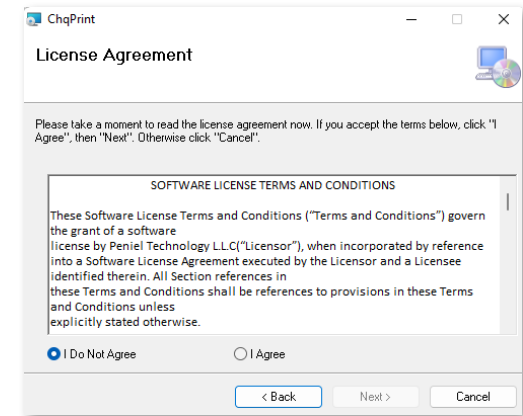 ChqPrint
License Agreement
Please take a moment to read the license agreement now. If you accept the terms below, click "I
Agree", then "Next". Otherwise click "Cancel".
SOFTWARE LICENSE TERMS AND CONDITIONS
These Software License Terms and Conditions (“Terms and Conditions”) govern
the grant of a software
license by Peniel Technology L.L.C(“Licensor”), when incorporated by reference
into a Software License Agreement executed by the Licensor and a Licensee
identified therein. All Section references in
these Terms and Conditions shall be references to provisions in these Terms
and Conditions unless
explicitly stated otherwise.
I Do Not Agree I Agree
< Back Next > Cancel